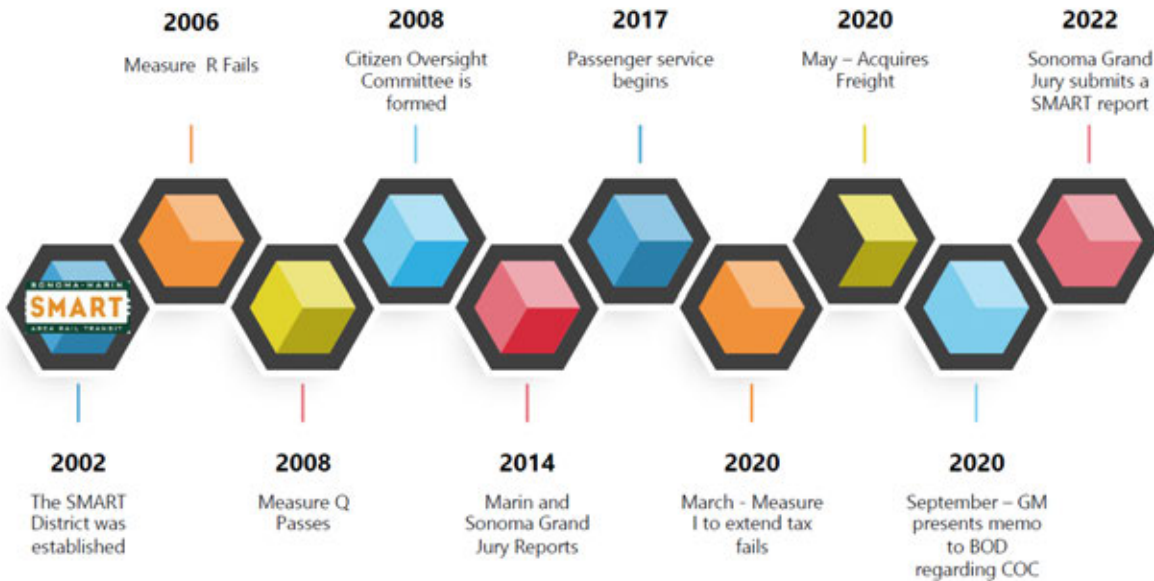 2006
Measure R Fails
2008
Citizen Oversight
Committee is
formed
2017
Passenger service
begins
2020
May – Acquires
Freight
2022
Sonoma Grand
Jury submits a
SMART report
SONOMA-MARIN
SMART
AREA RAIL TRANSIT
2002
The SMART
District was
established
2008
Measure Q
Passes
2014
Marin and
Sonoma Grand
Jury Reports
2020
March - Measure
I to extend tax
fails
2020
September – GM
presents memo
to BOD
regarding COC